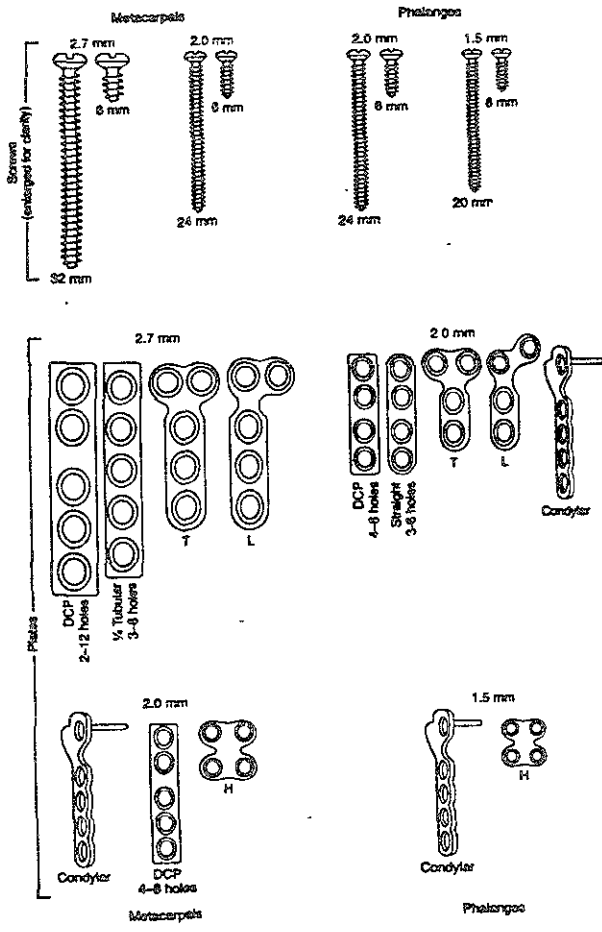 Metacarpals
Phalanges
2.7 mm
2.0 mm
2.0 mm
1.5 mm
6 mm
6 mm
6 mm
6 mm
Screws
(enlarged for clarity)
24 mm
24 mm
20 mm
32 mm
2.7 mm
2.0 mm
T
L
DCP
4–6 holes
Straight
3–6 holes
T
L
Condylar
DCP
2–12 holes
¼ Tubular
3–8 holes
Plates
2.0 mm
1.5 mm
H
H
Condylar
DCP
4–6 holes
Condylar
Metacarpals
Phalanges